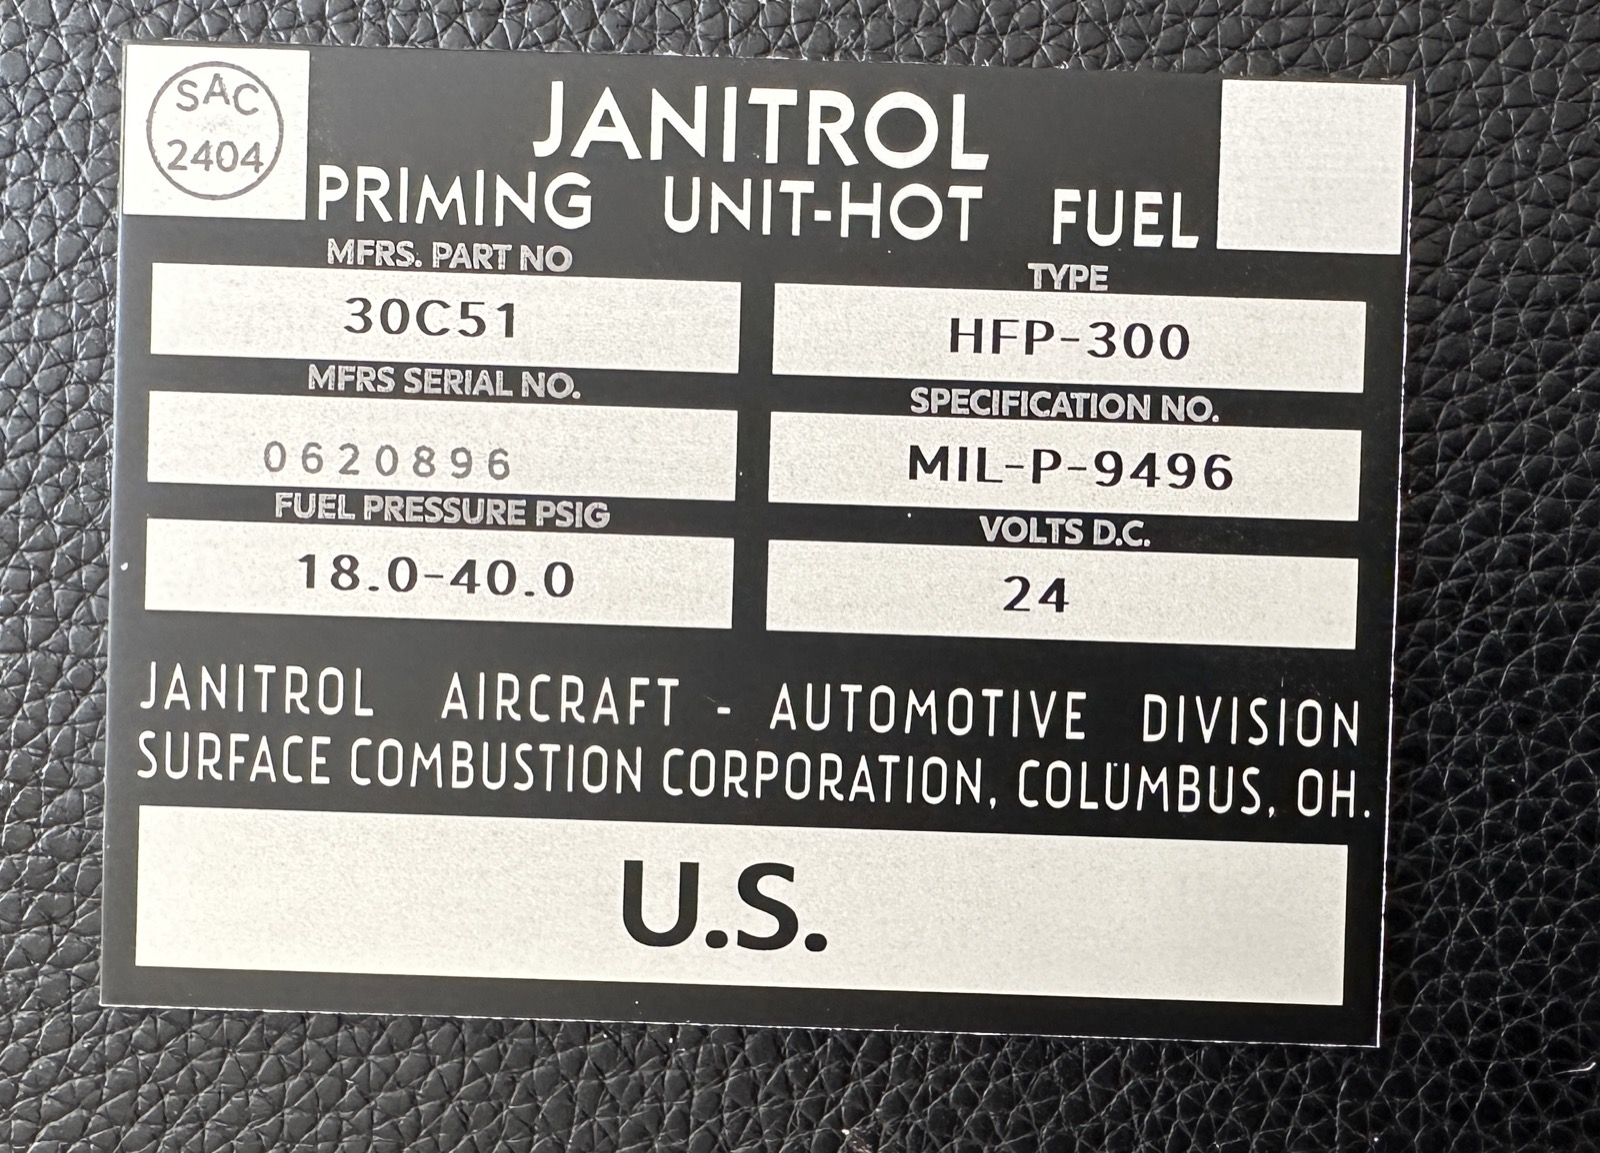 SAC
2404
JANITROL
PRIMING UNIT-HOT FUEL
MFRS. PART NO
TYPE
30C51
HFP-300
MFRS SERIAL NO.
SPECIFICATION NO.
0620896
MIL-P-9496
FUEL PRESSURE PSIG
VOLTS D.C.
18.0-40.0
24
JANITROL AIRCRAFT - AUTOMOTIVE DIVISION
SURFACE COMBUSTION CORPORATION, COLUMBUS, OH.
U.S.